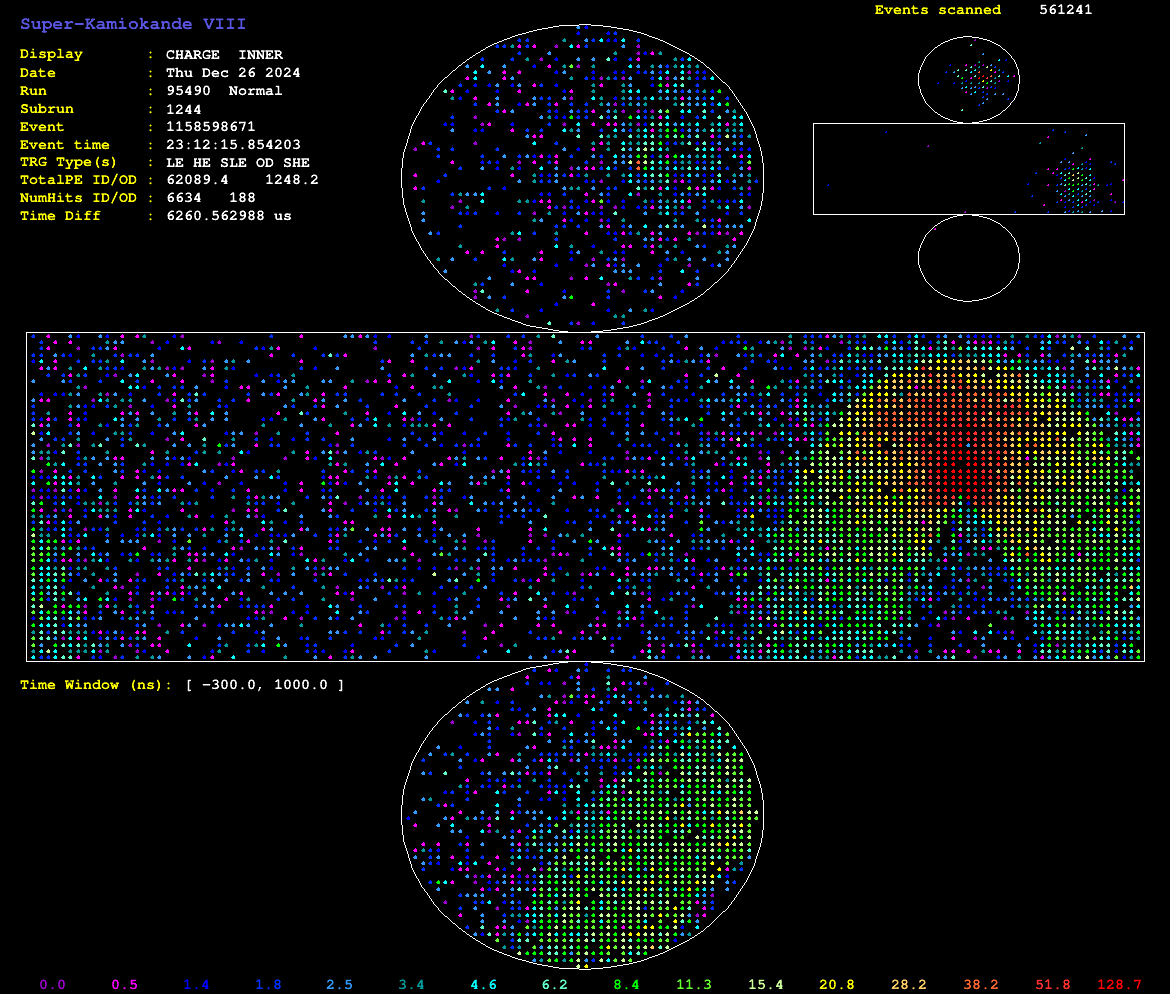 Super-Kamiokande VIII
Events scanned 561241
Display : CHARGE INNER
Date : Thu Dec 26 2024
Run : 95490 Normal
Subrun : 1244
Event : 1158598671
Event time : 23:12:15.854203
TRG Type(s) : LE HE SLE OD SHE
TotalPE ID/OD : 62089.4 1248.2
NumHits ID/OD : 6634 188
Time Diff : 6260.562988 us
Time Window (ns): [ −300.0, 1000.0 ]
0.0 0.5 1.4 1.8 2.5 3.4 4.6 6.2 8.4 11.3 15.4 20.8 28.2 38.2 51.8 128.7